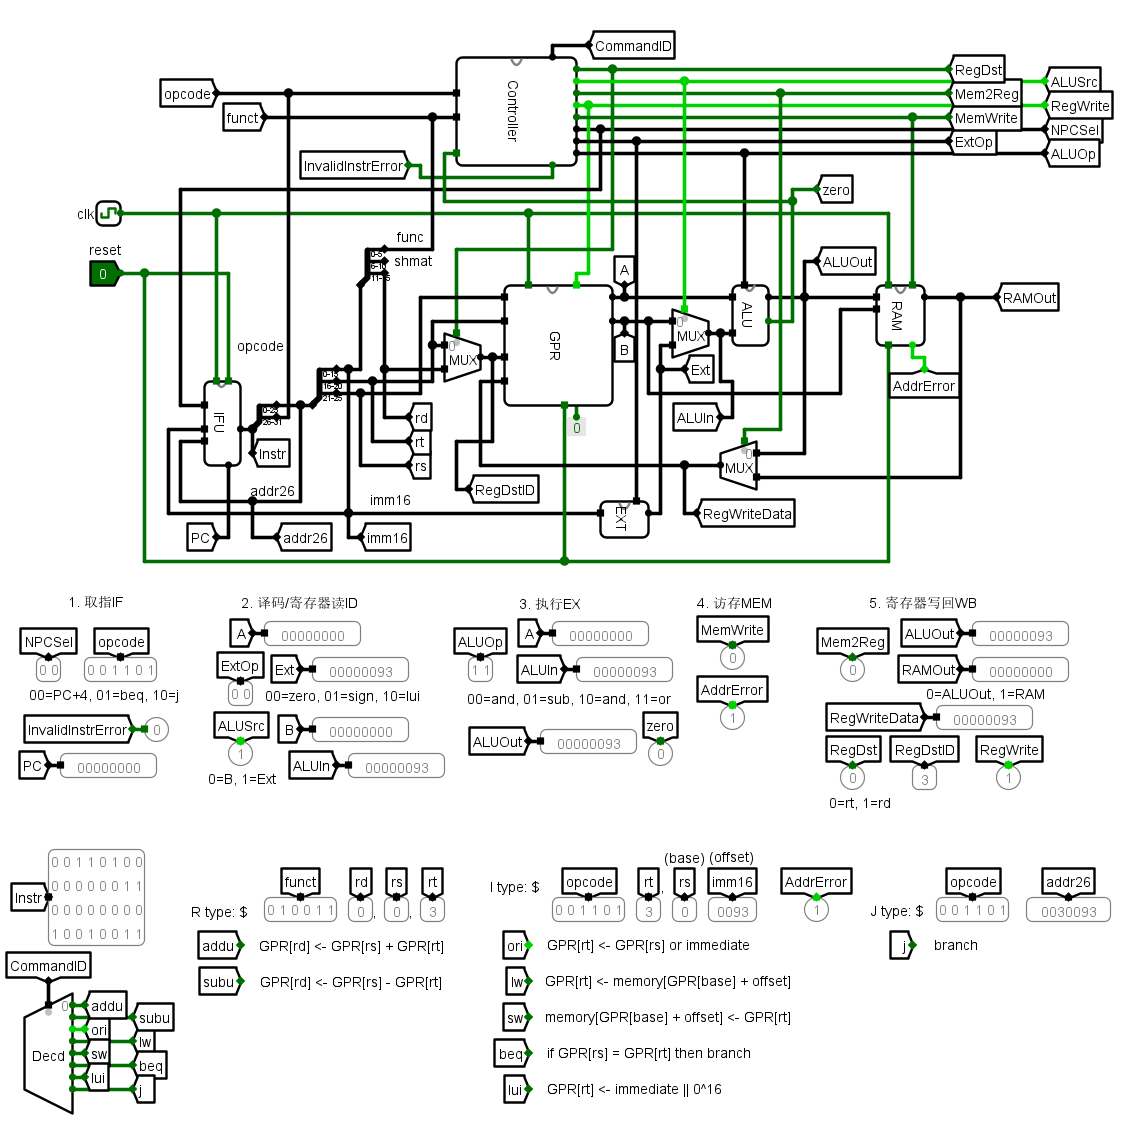 CommandID
Controller
opcode
funct
InvalidInstrError
RegDst
ALUSrc
Mem2Reg
RegWrite
MemWrite
NPCSel
ExtOp
ALUOp
zero
clk
reset
0
func
shmat
0-5
6-10
11-15
A
B
GPR
0
MUX
0
MUX
ALU
ALUOut
RAM
RAMOut
AddrError
Ext
ALUIn
opcode
IFU
0-25
26-31
0-15
16-20
21-25
Instr
rd
rt
rs
0
MUX
0
RegDstID
RegWriteData
EXT
addr26
imm16
PC
addr26
imm16
1. 取指IF
NPCSel
opcode
0 0
0 0 1 1 0 1
00=PC+4, 01=beq, 10=j
InvalidInstrError
0
PC
00000000
2. 译码/寄存器读ID
A
00000000
ExtOp
Ext
00000093
0 0
00=zero, 01=sign, 10=lui
ALUSrc
1
B
00000000
ALUIn
00000093
0=B, 1=Ext
3. 执行EX
ALUOp
A
00000000
1 1
ALUIn
00000093
00=and, 01=sub, 10=and, 11=or
ALUOut
00000093
zero
0
4. 访存MEM
MemWrite
0
AddrError
1
5. 寄存器写回WB
Mem2Reg
0
ALUOut
00000093
RAMOut
00000000
0=ALUOut, 1=RAM
RegWriteData
00000093
RegDst
RegDstID
RegWrite
0
3
1
0=rt, 1=rd
Instr
0 0 1 1 0 1 0 0
0 0 0 0 0 0 1 1
0 0 0 0 0 0 0 0
1 0 0 1 0 0 1 1
CommandID
Decd
0
addu
subu
ori
lw
sw
beq
lui
j
R type: $
funct
rd
rs
rt
0 1 0 0 1 1
0
,
0
,
3
addu
GPR[rd] <- GPR[rs] + GPR[rt]
subu
GPR[rd] <- GPR[rs] - GPR[rt]
(base) (offset)
I type: $
opcode
rt
,
rs
imm16
AddrError
0 0 1 1 0 1
3
0
0093
1
ori
GPR[rt] <- GPR[rs] or immediate
lw
GPR[rt] <- memory[GPR[base] + offset]
sw
memory[GPR[base] + offset] <- GPR[rt]
beq
if GPR[rs] = GPR[rt] then branch
lui
GPR[rt] <- immediate || 0^16
J type: $
opcode
addr26
0 0 1 1 0 1
0030093
j
branch